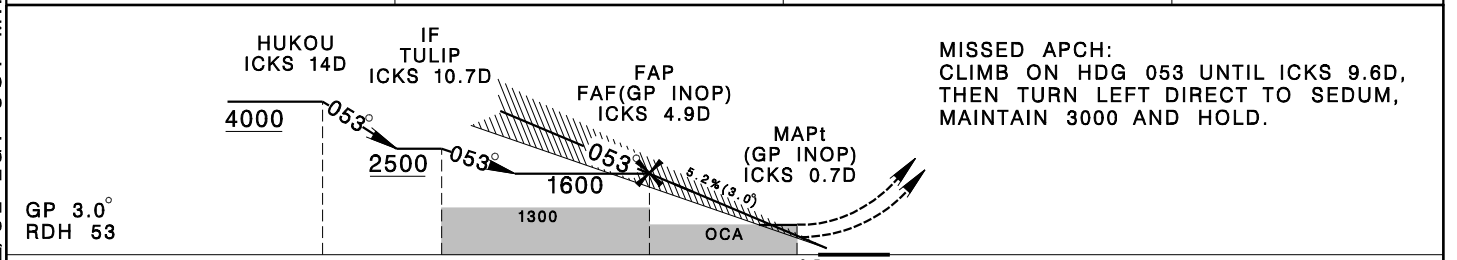 HUKOU
ICKS 14D
IF
TULIP
ICKS 10.7D
FAP
FAF(GP INOP)
ICKS 4.9D
MAPt
(GP INOP)
ICKS 0.7D
MISSED APCH:
CLIMB ON HDG 053 UNTIL ICKS 9.6D,
THEN TURN LEFT DIRECT TO SEDUM,
MAINTAIN 3000 AND HOLD.
4000
053°
2500
053°
1600
053°
5.2%(3.0°)
1300
OCA
GP 3.0°
RDH 53